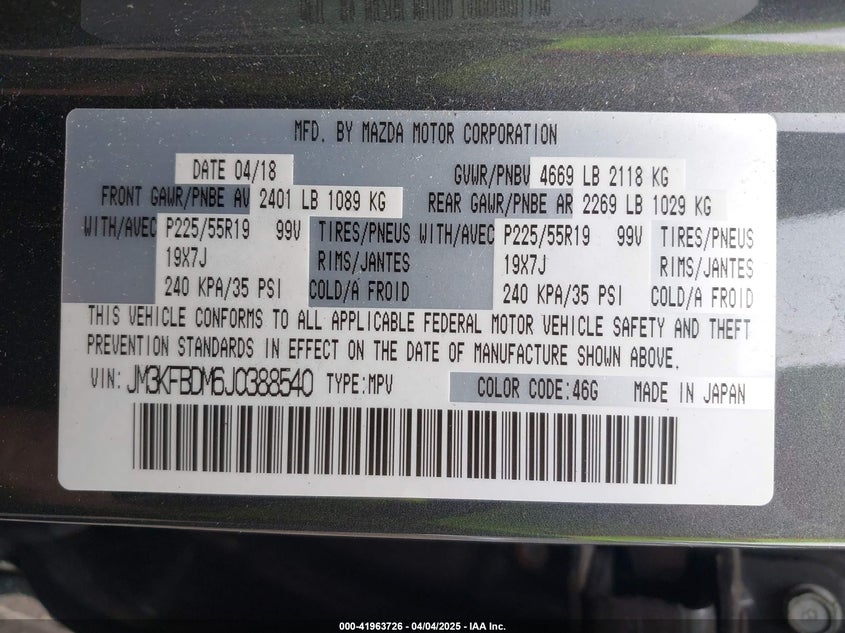 MFD. BY MAZDA MOTOR CORPORATION
DATE 04/18 GVWR/PNBV 4669 LB 2118 KG
FRONT GAWR/PNBE AV 2401 LB 1089 KG REAR GAWR/PNBE AR 2269 LB 1029 KG
WITH/AVEC P225/55R19 99V TIRES/PNEUS WITH/AVEC P225/55R19 99V TIRES/PNEUS
19X7J RIMS/JANTES 19X7J RIMS/JANTES
240 KPA/35 PSI COLD/A FROID 240 KPA/35 PSI COLD/A FROID
THIS VEHICLE CONFORMS TO ALL APPLICABLE FEDERAL MOTOR VEHICLE SAFETY AND THEFT
PREVENTION STANDARDS IN EFFECT ON THE DATE OF MANUFACTURE SHOWN ABOVE.
VIN: JM3KFBDM6J0388540 TYPE:MPV COLOR CODE:46G MADE IN JAPAN
000-41963726 - 04/04/2025 - IAA Inc.